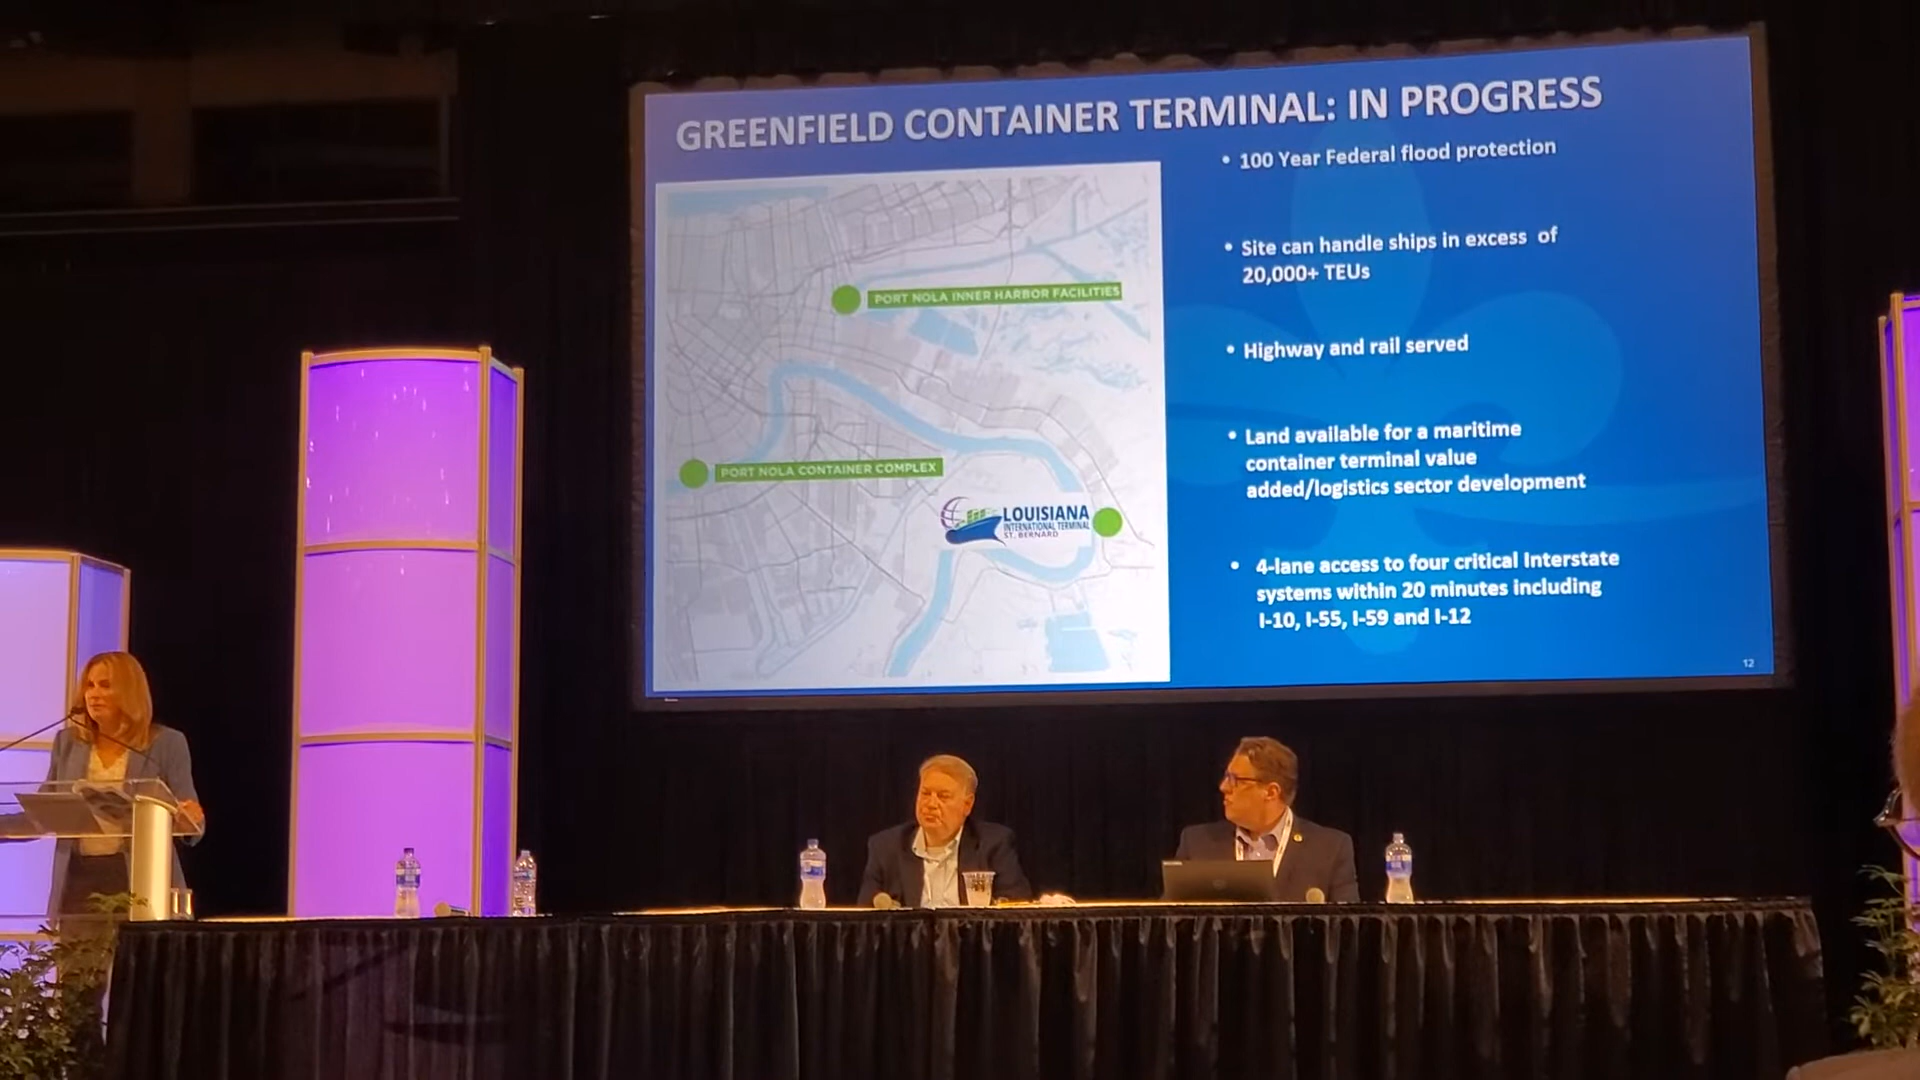 GREENFIELD CONTAINER TERMINAL: IN PROGRESS
• 100 Year Federal flood protection
• Site can handle ships in excess of
20,000+ TEUs
• Highway and rail served
• Land available for a maritime
container terminal value
added/logistics sector development
• 4-lane access to four critical Interstate
systems within 20 minutes including
I-10, I-55, I-59 and I-12
PORT NOLA INNER HARBOR FACILITIES
PORT NOLA CONTAINER COMPLEX
LOUISIANA
INTERNATIONAL TERMINAL
ST. BERNARD
12